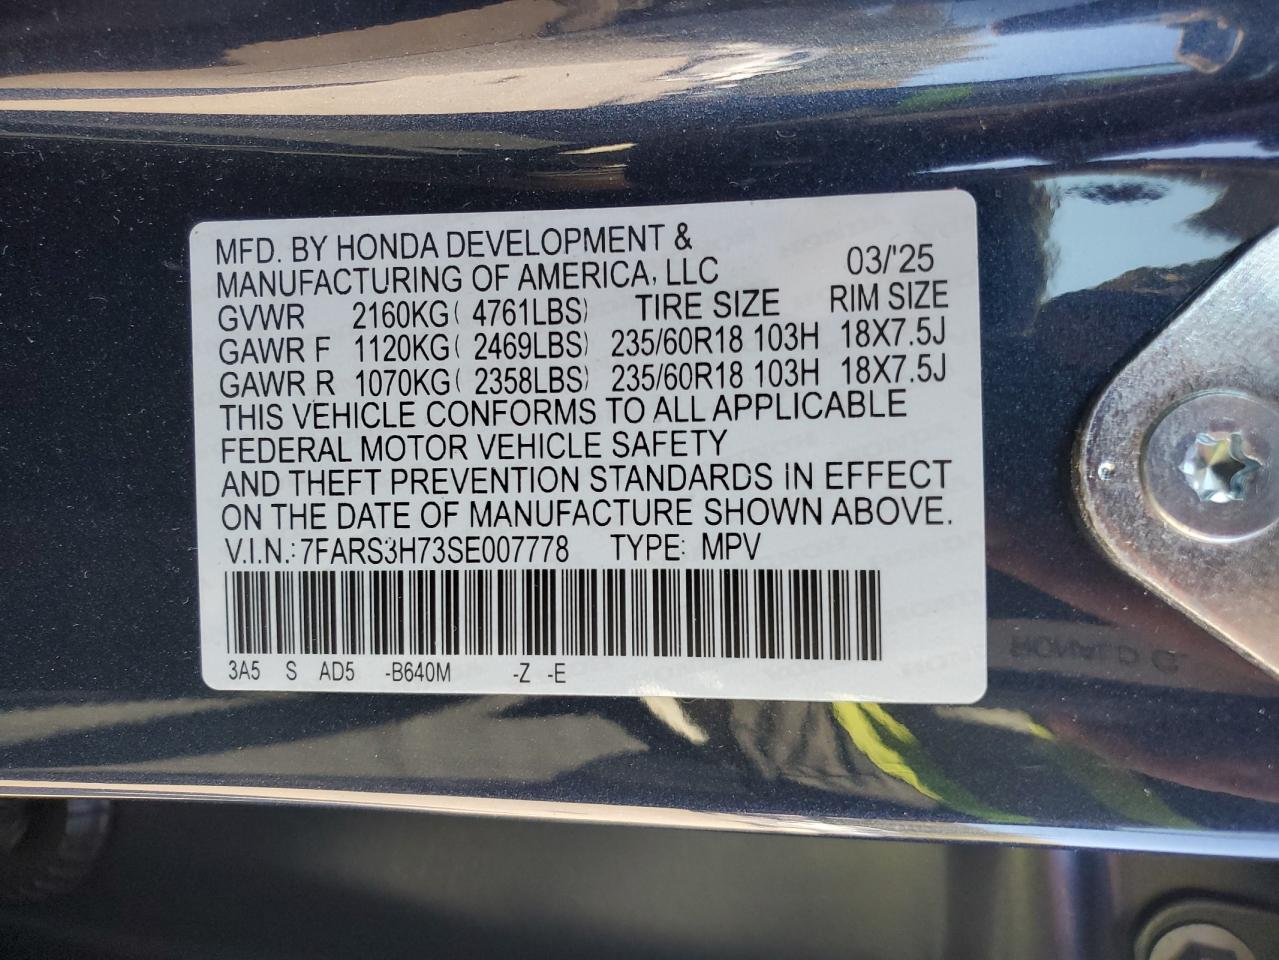 MFD. BY HONDA DEVELOPMENT &
MANUFACTURING OF AMERICA, LLC 03/'25
GVWR 2160KG( 4761LBS) TIRE SIZE RIM SIZE
GAWR F 1120KG( 2469LBS) 235/60R18 103H 18X7.5J
GAWR R 1070KG( 2358LBS) 235/60R18 103H 18X7.5J
THIS VEHICLE CONFORMS TO ALL APPLICABLE
FEDERAL MOTOR VEHICLE SAFETY
AND THEFT PREVENTION STANDARDS IN EFFECT
ON THE DATE OF MANUFACTURE SHOWN ABOVE.
V.I.N.: 7FARS3H73SE007778 TYPE: MPV
3A5 S AD5 -B640M -Z -E